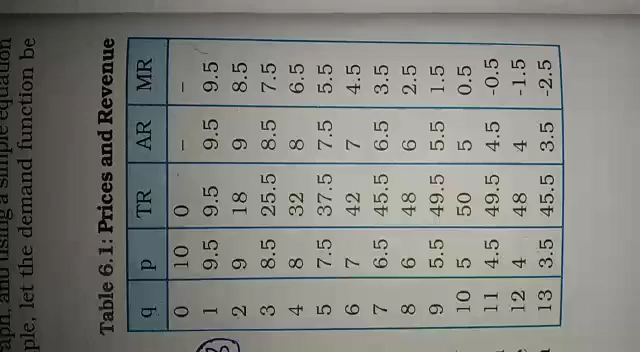 aph, and using a simple equation
ple, let the demand function be
Table 6.1: Prices and Revenue
q p TR AR MR
0 10 0 – –
1 9.5 9.5 9.5 9.5
2 9 18 9 8.5
3 8.5 25.5 8.5 7.5
4 8 32 8 6.5
5 7.5 37.5 7.5 5.5
6 7 42 7 4.5
7 6.5 45.5 6.5 3.5
8 6 48 6 2.5
9 5.5 49.5 5.5 1.5
10 5 50 5 0.5
11 4.5 49.5 4.5 -0.5
12 4 48 4 -1.5
13 3.5 45.5 3.5 -2.5